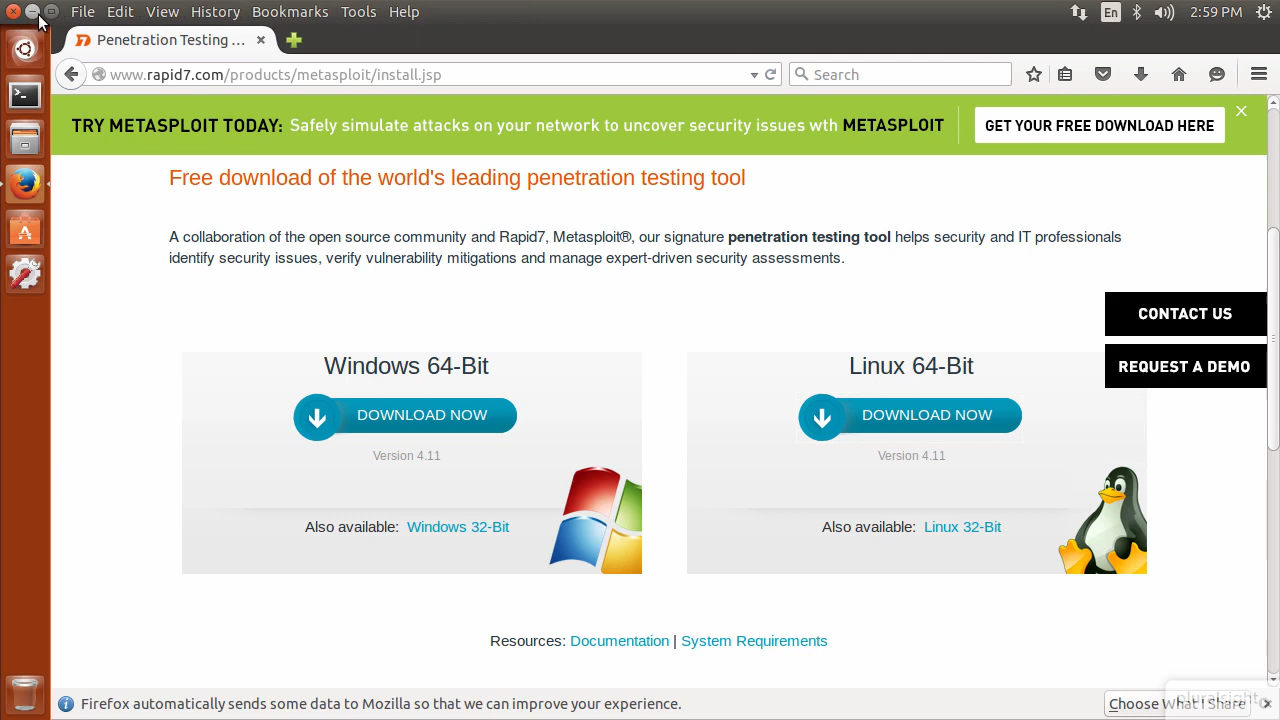 File Edit View History Bookmarks Tools Help
En
2:59 PM
Penetration Testing ...
www.rapid7.com/products/metasploit/install.jsp
Search
TRY METASPLOIT TODAY: Safely simulate attacks on your network to uncover security issues wth METASPLOIT
GET YOUR FREE DOWNLOAD HERE
Free download of the world's leading penetration testing tool
A collaboration of the open source community and Rapid7, Metasploit®, our signature penetration testing tool helps security and IT professionals
identify security issues, verify vulnerability mitigations and manage expert-driven security assessments.
CONTACT US
REQUEST A DEMO
Windows 64-Bit
DOWNLOAD NOW
Version 4.11
Also available: Windows 32-Bit
Linux 64-Bit
DOWNLOAD NOW
Version 4.11
Also available: Linux 32-Bit
Resources: Documentation | System Requirements
Firefox automatically sends some data to Mozilla so that we can improve your experience.
Choose What I Share
pluralsight